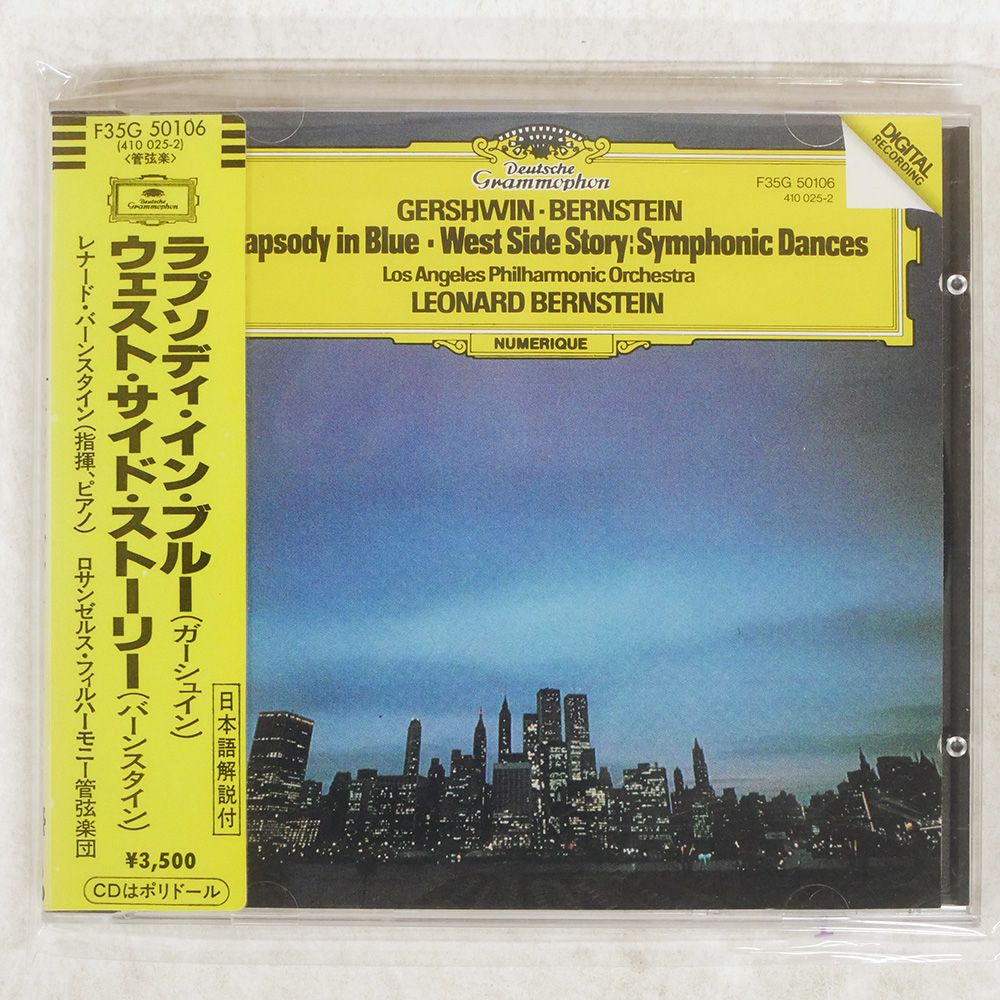 F35G 50106
(410 025-2)
〈管弦楽〉
Deutsche
Grammophon
ラプソディ・イン・ブルー(ガーシュイン)
ウェスト・サイド・ストーリー(バーンスタイン)
レナード・バーンスタイン(指揮、ピアノ) ロサンゼルス・フィルハーモニー管弦楽団
日本語解説付
¥3,500
CDはポリドール
Deutsche
Grammophon
DIGITAL
RECORDING
F35G 50106
410 025-2
GERSHWIN · BERNSTEIN
apsody in Blue · West Side Story: Symphonic Dances
Los Angeles Philharmonic Orchestra
LEONARD BERNSTEIN
NUMERIQUE